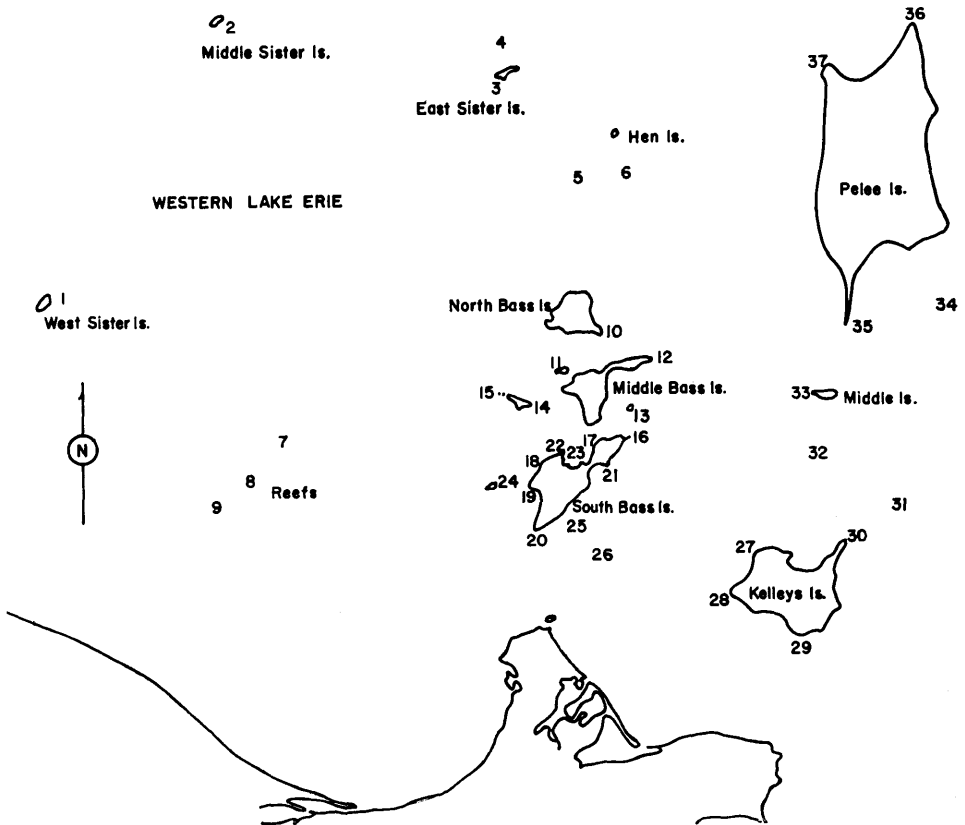 36
2
Middle Sister Is.
4
37
3
East Sister Is.
Hen Is.
5
6
Pelee Is.
WESTERN LAKE ERIE
1
West Sister Is.
North Bass Is.
10
34
35
11
12
Middle Bass Is.
15
14
13
33
Middle Is.
N
7
22
17
16
23
18
21
32
8
Reefs
24
19
9
South Bass Is.
25
20
26
31
27
30
28
Kelleys Is.
29